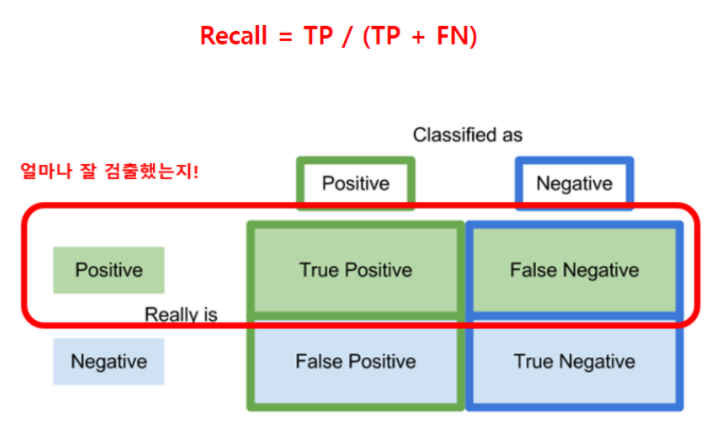 Recall = TP / (TP + FN)
Classified as
얼마나 잘 검출했는지!
Positive Negative
Positive True Positive False Negative
Really is
Negative False Positive True Negative